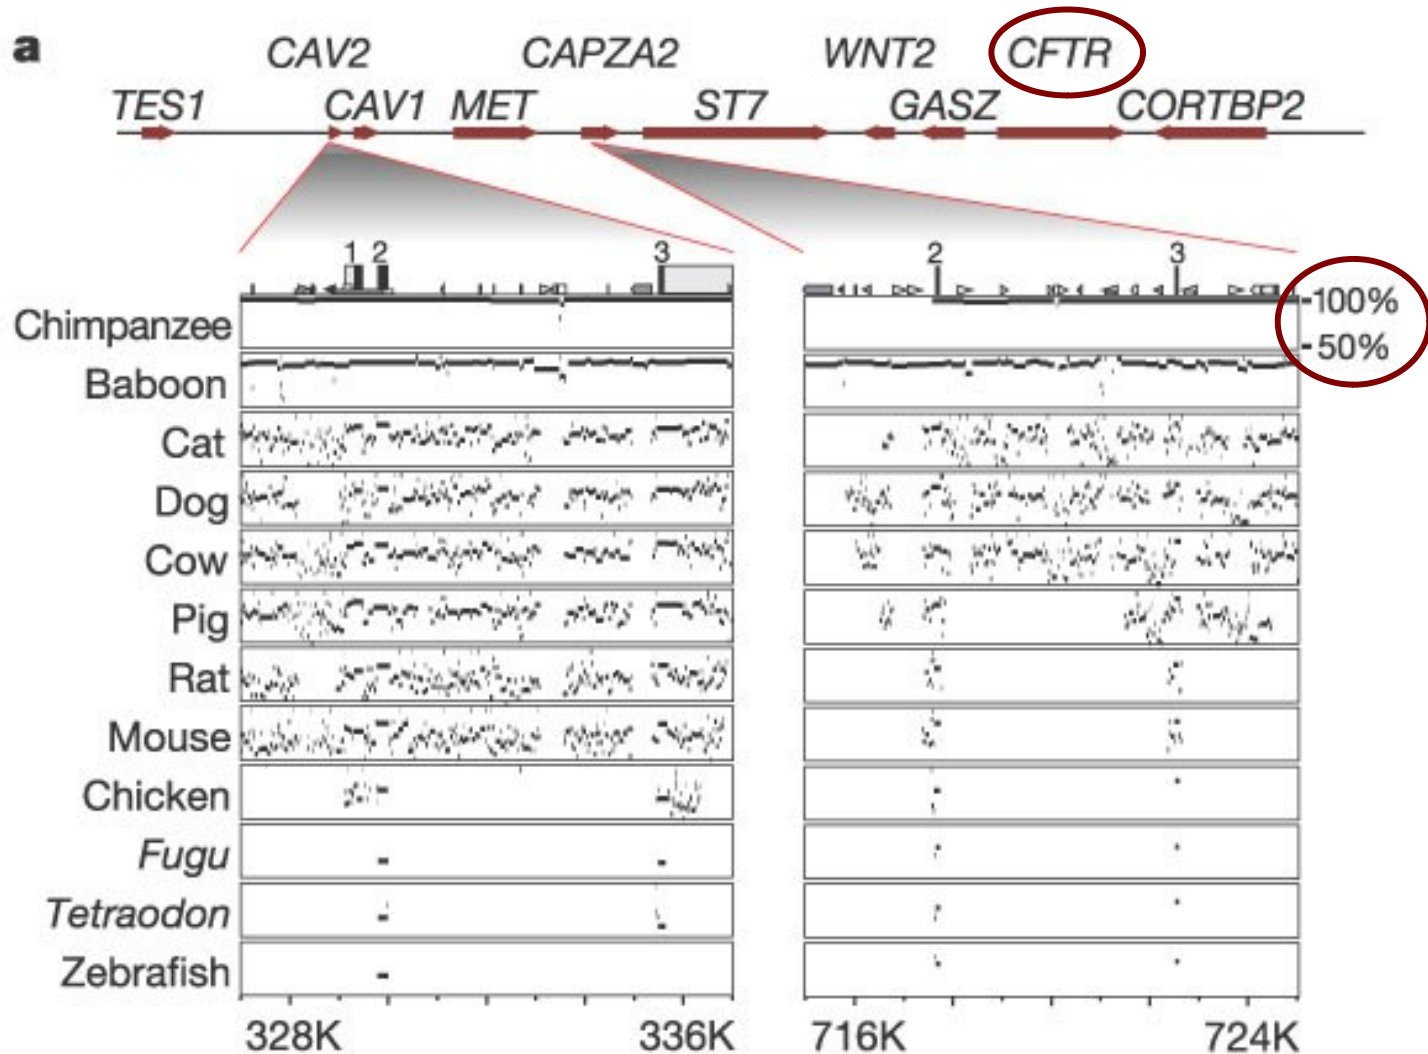 a
CAV2 CAPZA2 WNT2 CFTR
TES1 CAV1 MET ST7 GASZ CORTBP2
1 2 3 2 3
100%
Chimpanzee
50%
Baboon
Cat
Dog
Cow
Pig
Rat
Mouse
Chicken
Fugu
Tetraodon
Zebrafish
328K 336K 716K 724K